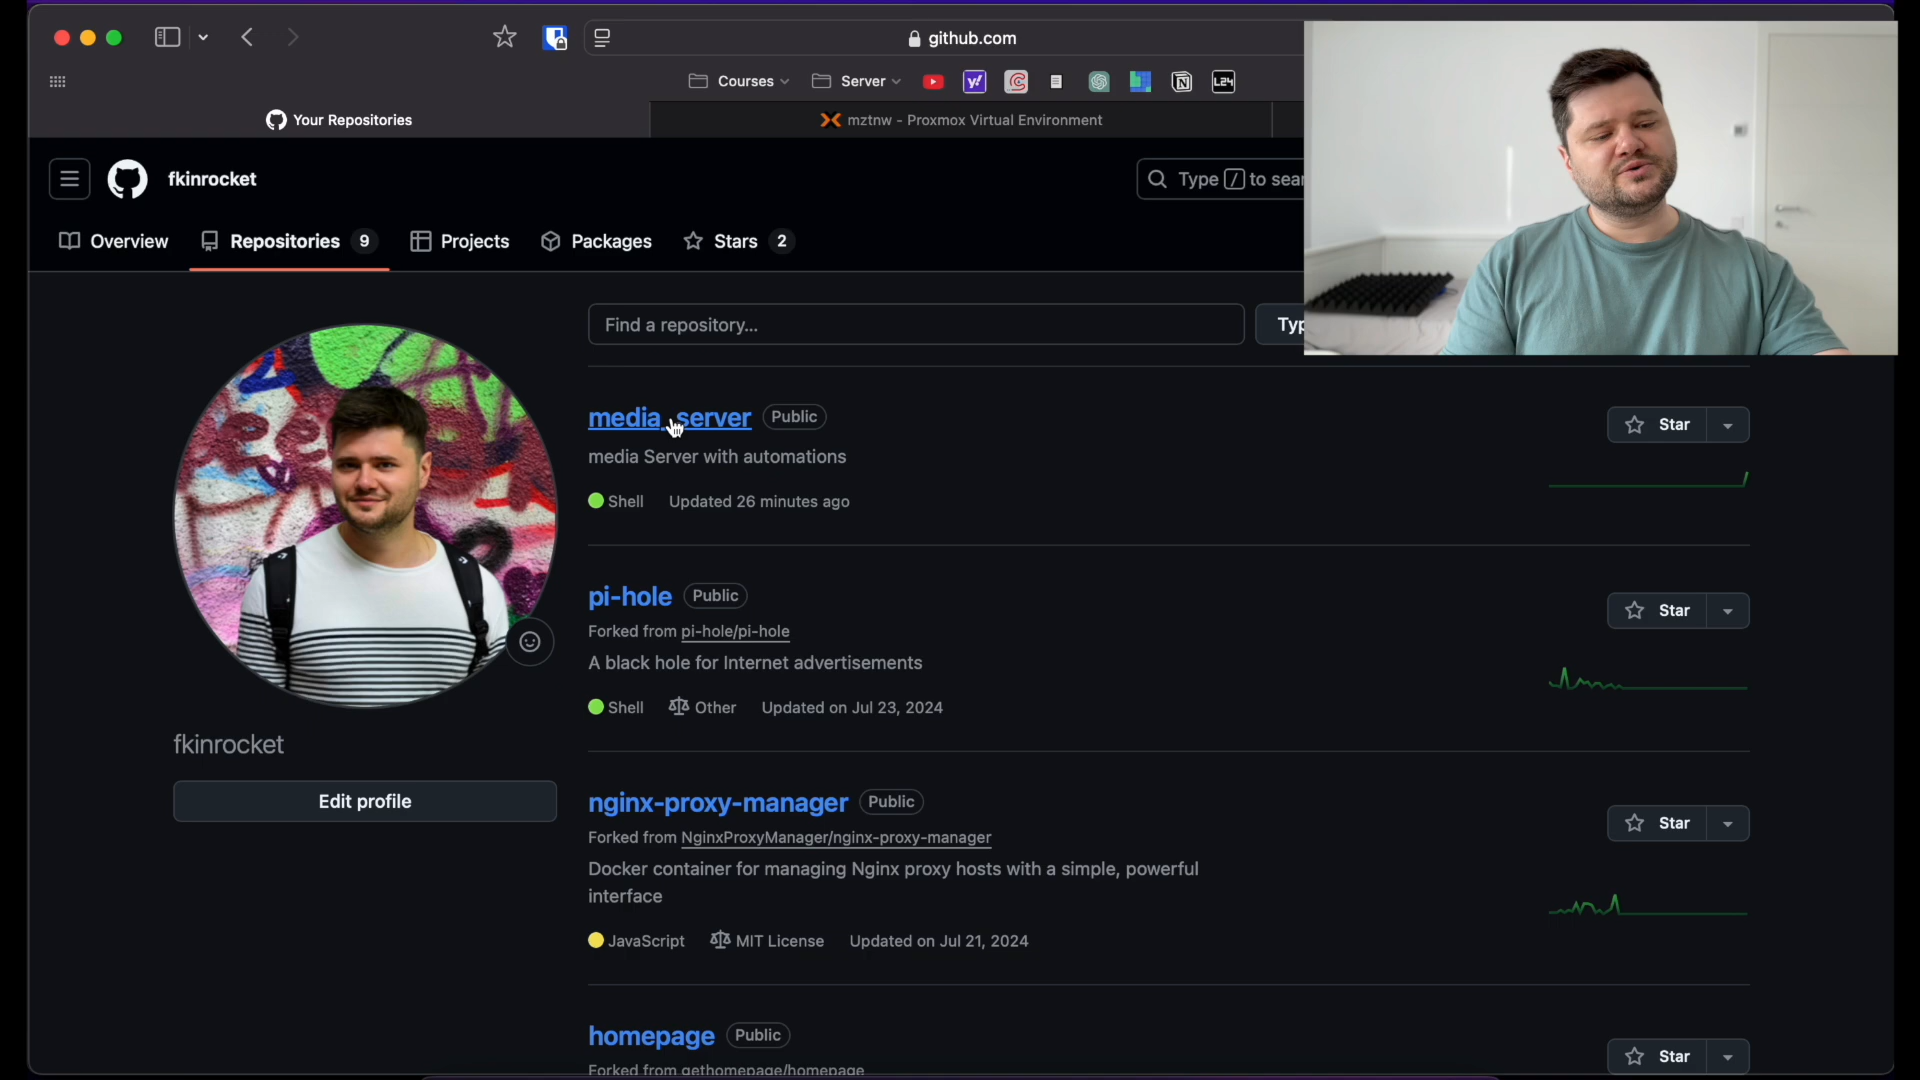 github.com
Courses
Server
y!
L24
Your Repositories
mztnw - Proxmox Virtual Environment
fkinrocket
Type / to sear
Overview
Repositories 9
Projects
Packages
Stars 2
Find a repository...
Typ
media_server Public
Star
media Server with automations
Shell Updated 26 minutes ago
pi-hole Public
Star
Forked from pi-hole/pi-hole
A black hole for Internet advertisements
Shell Other Updated on Jul 23, 2024
fkinrocket
Edit profile
nginx-proxy-manager Public
Star
Forked from NginxProxyManager/nginx-proxy-manager
Docker container for managing Nginx proxy hosts with a simple, powerful
interface
JavaScript MIT License Updated on Jul 21, 2024
homepage Public
Star
Forked from gethomepage/homepage